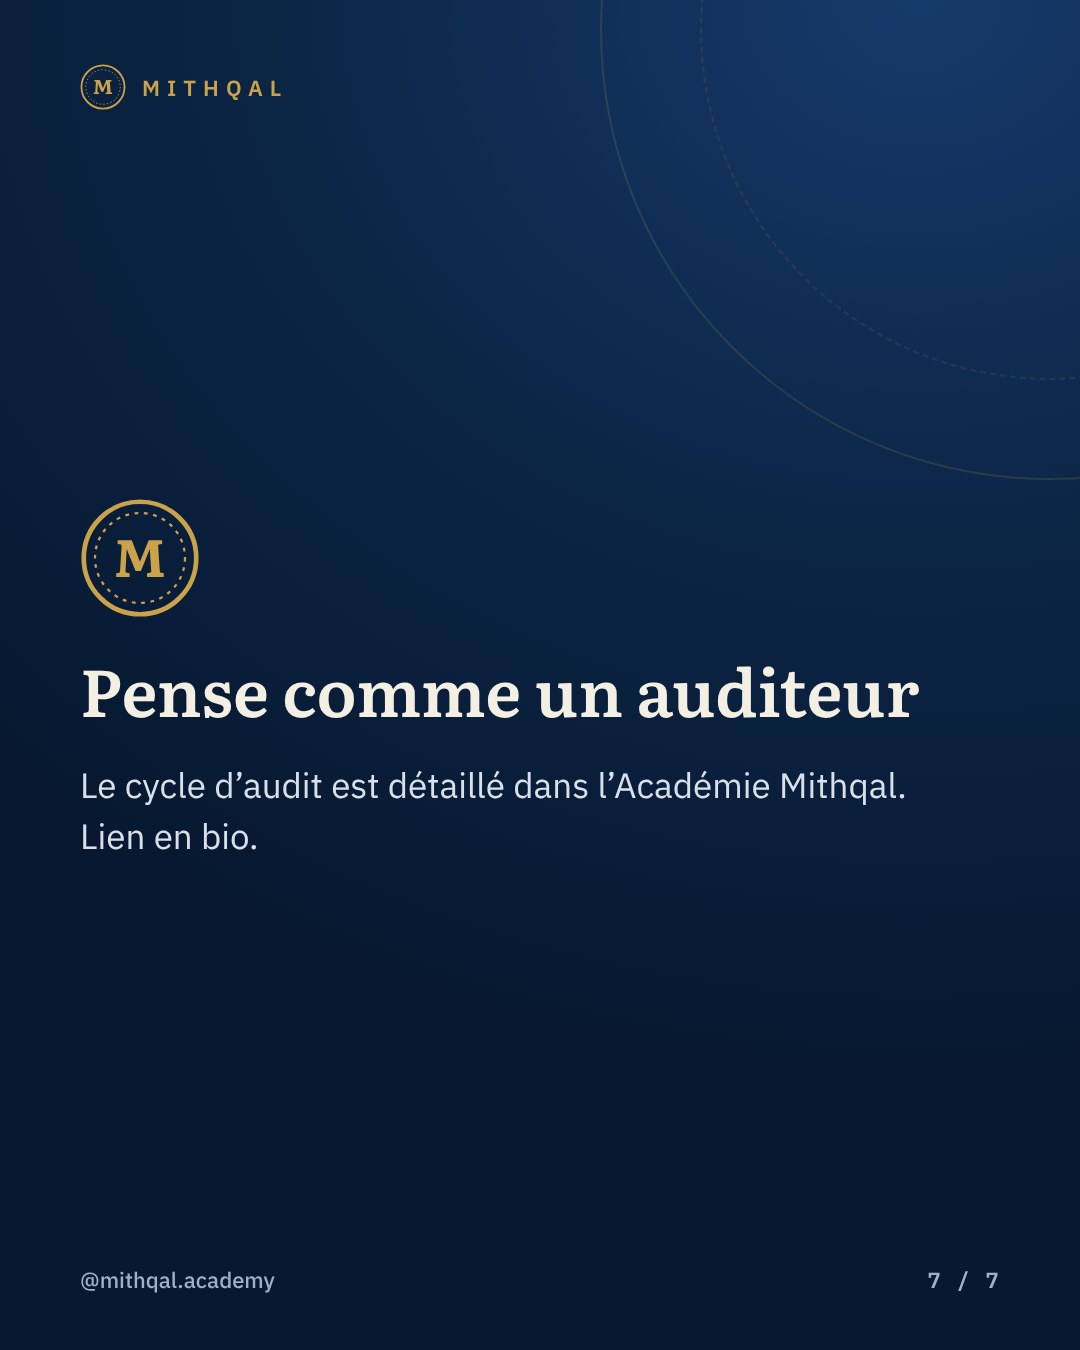 M MITHQAL
M
Pense comme un auditeur
Le cycle d’audit est détaillé dans l’Académie Mithqal.
Lien en bio.
@mithqal.academy
7 / 7